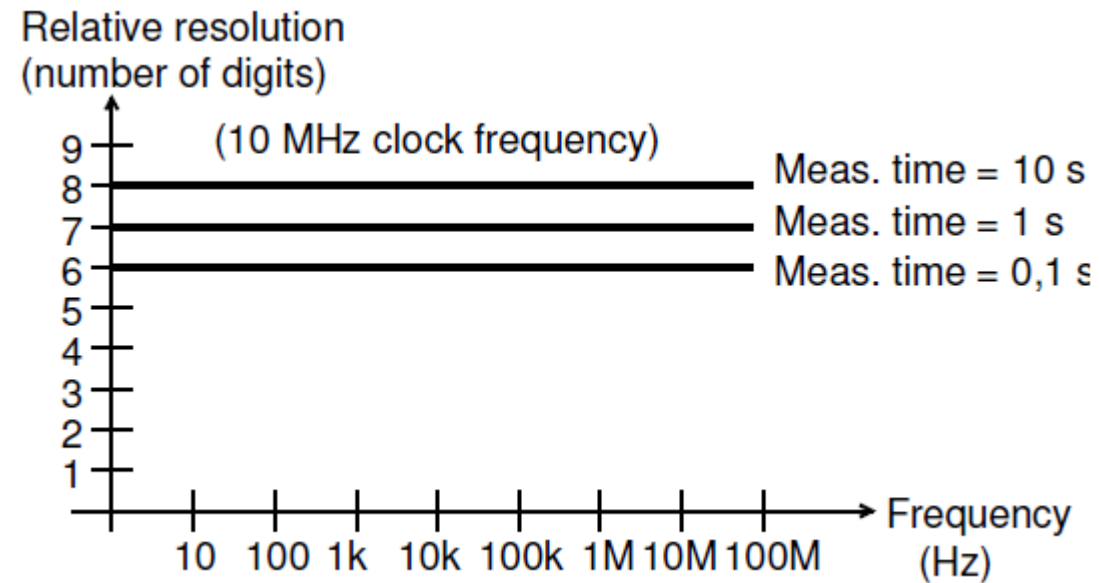 Relative resolution
(number of digits)
(10 MHz clock frequency)
9
8
7
6
5
4
3
2
1
Meas. time = 10 s
Meas. time = 1 s
Meas. time = 0,1 s
10 100 1k 10k 100k 1M 10M 100M
Frequency
(Hz)